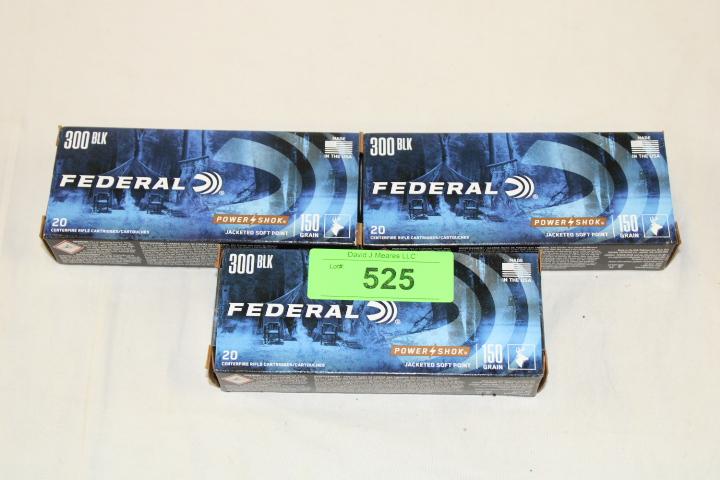 300 BLK
MADE
IN THE USA
FEDERAL
POWER SHOK
20
CENTERFIRE RIFLE CARTRIDGES/CARTOUCHES
JACKETED SOFT POINT
150
GRAIN
300 BLK
MADE
IN THE USA
FEDERAL
POWER SHOK
20
CENTERFIRE RIFLE CARTRIDGES/CARTOUCHES
JACKETED SOFT POINT
150
GRAIN
300 BLK
David J Meares LLC
Lot#:
525
MADE
IN THE USA
FEDERAL
POWER SHOK
20
CENTERFIRE RIFLE CARTRIDGES/CARTOUCHES
JACKETED SOFT POINT
150
GRAIN